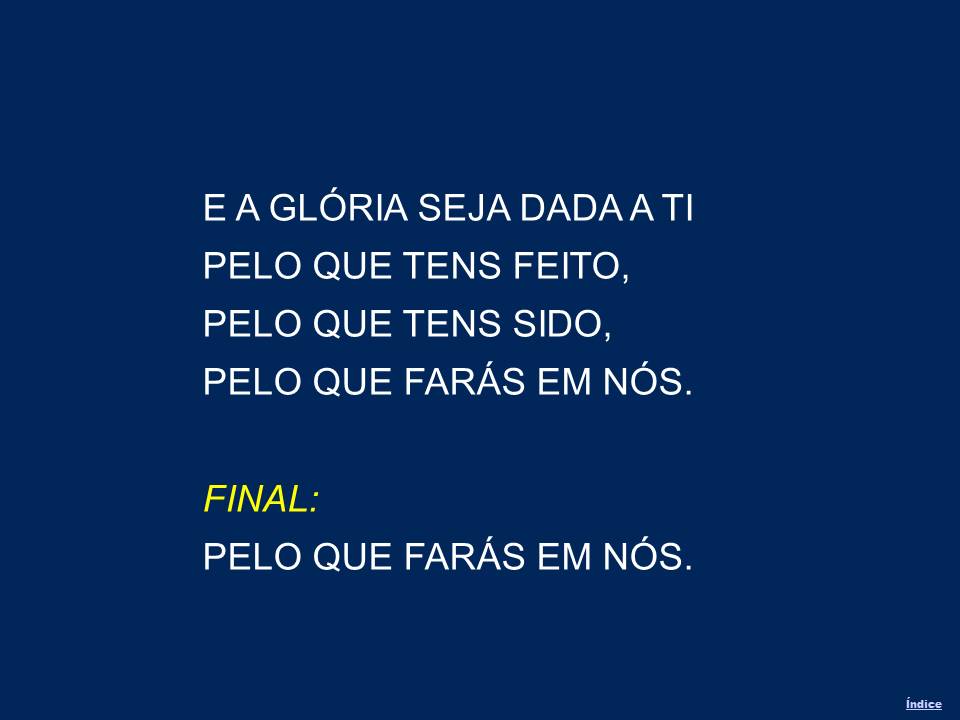 E A GLÓRIA SEJA DADA A TI
PELO QUE TENS FEITO,
PELO QUE TENS SIDO,
PELO QUE FARÁS EM NÓS.
FINAL:
PELO QUE FARÁS EM NÓS.
Índice